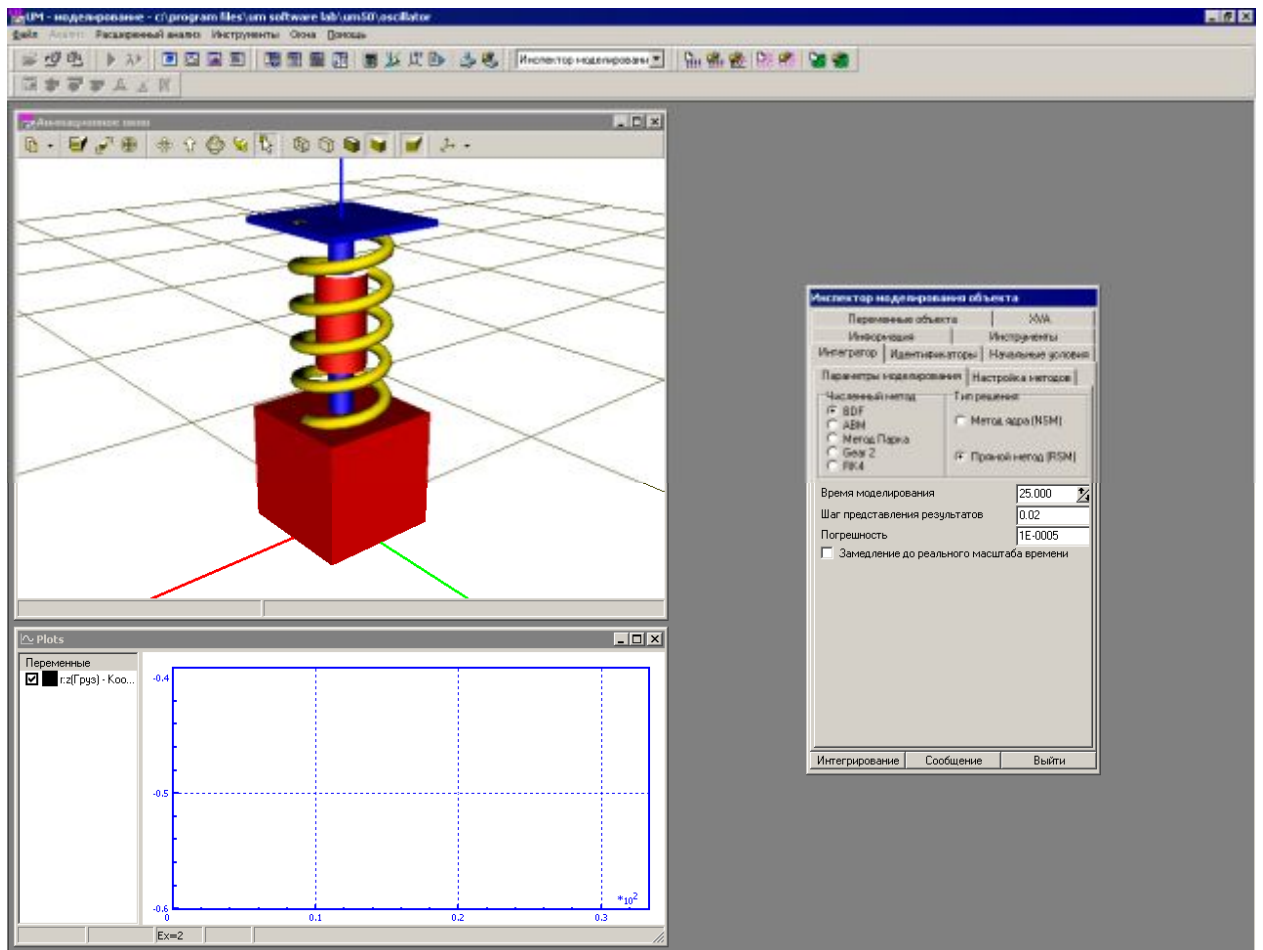 UM - моделирование - c:\program files\um software lab\um50\oscillator
Файл Анализ Расширенный анализ Инструменты Окна Помощь
Инспектор моделировани
Анимационное окно
Plots
Переменные
r:z(Груз) - Коо...
-0.4
-0.5
-0.6
*10²
0 0.1 0.2 0.3
Ex=2
Инспектор моделирования объекта
Переменные объекта XVA
Информация Инструменты
Интегратор Идентификаторы Начальные условия
Параметры моделирования Настройка методов
Численный метод Тип решения
BDF
ABM Метод ядра (NSM)
Метод Парка
Gear 2 Прямой метод (RSM)
RK4
Время моделирования 25.000
Шаг представления результатов 0.02
Погрешность 1E-0005
Замедление до реального масштаба времени
Интегрирование Сообщение Выйти